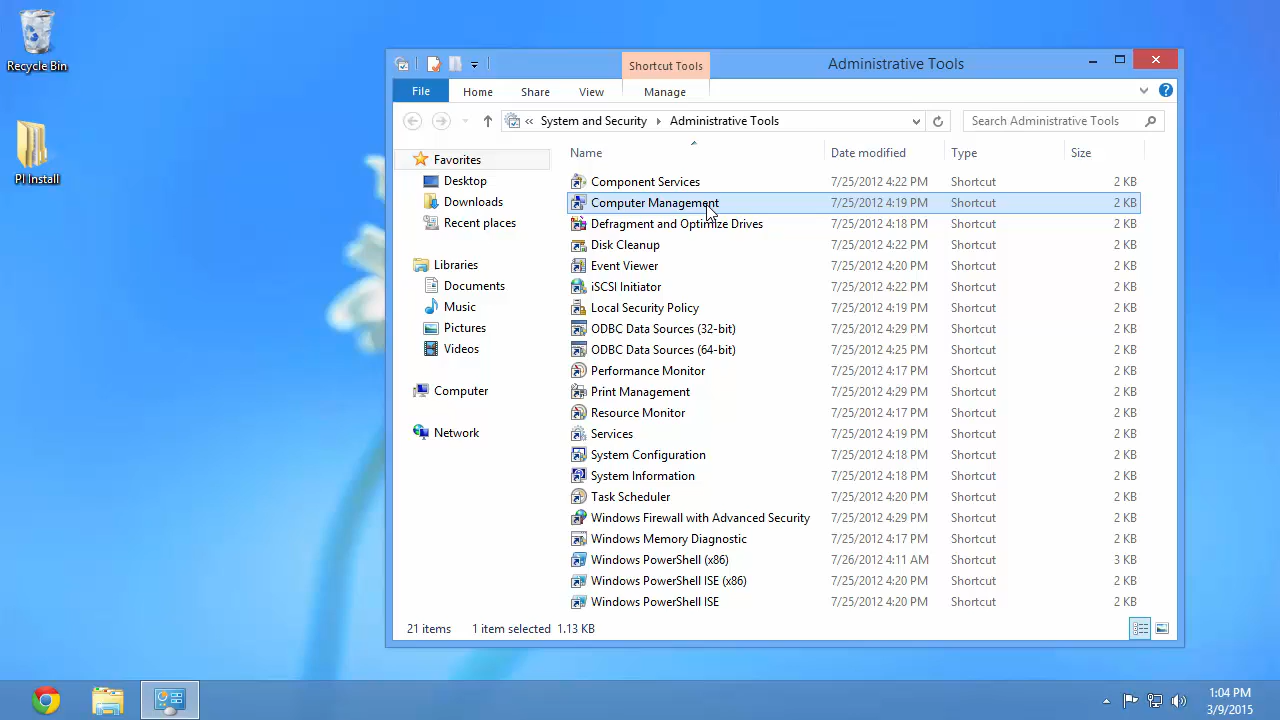 Recycle Bin
PI Install
Shortcut Tools
Administrative Tools
File
Home
Share
View
Manage
« System and Security
Administrative Tools
Search Administrative Tools
Name
Date modified
Type
Size
Favorites
Desktop
Downloads
Recent places
Libraries
Documents
Music
Pictures
Videos
Computer
Network
Component Services 7/25/2012 4:22 PM Shortcut 2 KB
Computer Management 7/25/2012 4:19 PM Shortcut 2 KB
Defragment and Optimize Drives 7/25/2012 4:18 PM Shortcut 2 KB
Disk Cleanup 7/25/2012 4:22 PM Shortcut 2 KB
Event Viewer 7/25/2012 4:20 PM Shortcut 2 KB
iSCSI Initiator 7/25/2012 4:22 PM Shortcut 2 KB
Local Security Policy 7/25/2012 4:19 PM Shortcut 2 KB
ODBC Data Sources (32-bit) 7/25/2012 4:29 PM Shortcut 2 KB
ODBC Data Sources (64-bit) 7/25/2012 4:25 PM Shortcut 2 KB
Performance Monitor 7/25/2012 4:17 PM Shortcut 2 KB
Print Management 7/25/2012 4:29 PM Shortcut 2 KB
Resource Monitor 7/25/2012 4:17 PM Shortcut 2 KB
Services 7/25/2012 4:19 PM Shortcut 2 KB
System Configuration 7/25/2012 4:18 PM Shortcut 2 KB
System Information 7/25/2012 4:18 PM Shortcut 2 KB
Task Scheduler 7/25/2012 4:20 PM Shortcut 2 KB
Windows Firewall with Advanced Security 7/25/2012 4:29 PM Shortcut 2 KB
Windows Memory Diagnostic 7/25/2012 4:17 PM Shortcut 2 KB
Windows PowerShell (x86) 7/26/2012 4:11 AM Shortcut 3 KB
Windows PowerShell ISE (x86) 7/25/2012 4:20 PM Shortcut 2 KB
Windows PowerShell ISE 7/25/2012 4:20 PM Shortcut 2 KB
21 items 1 item selected 1.13 KB
1:04 PM
3/9/2015